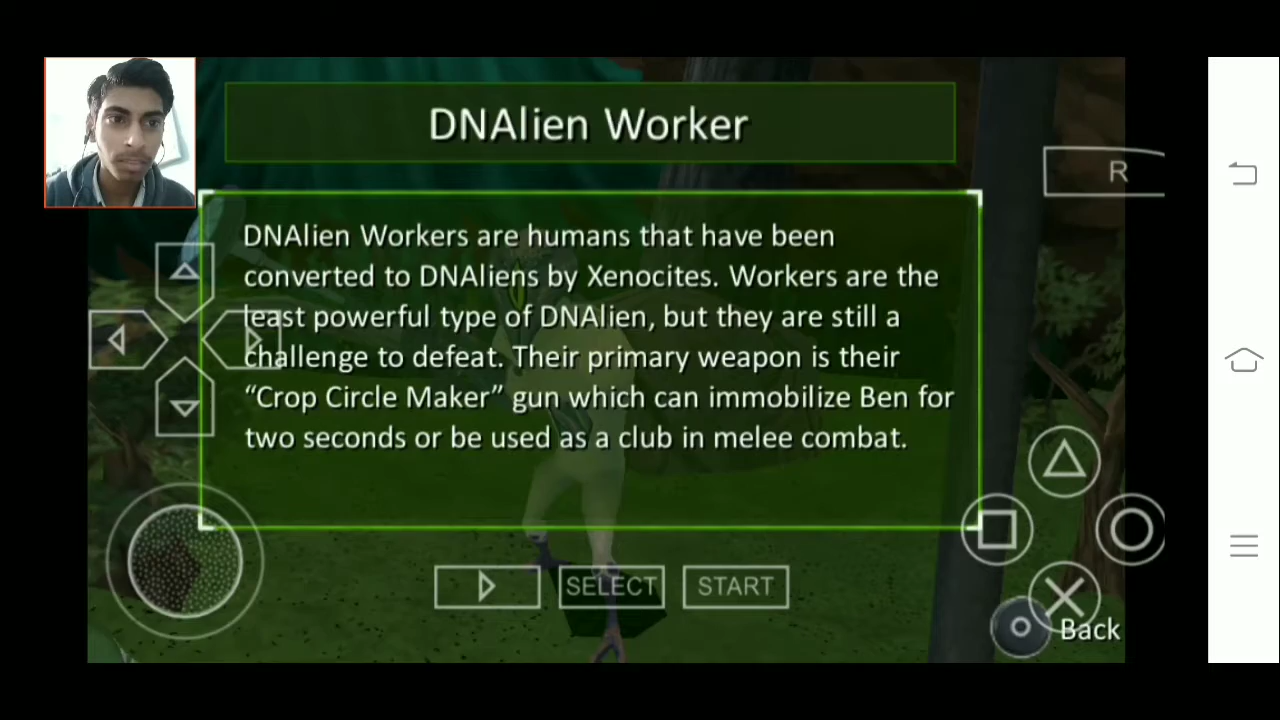 DNAlien Worker
R
DNAlien Workers are humans that have been
converted to DNAliens by Xenocites. Workers are the
least powerful type of DNAlien, but they are still a
challenge to defeat. Their primary weapon is their
“Crop Circle Maker” gun which can immobilize Ben for
two seconds or be used as a club in melee combat.
SELECT START
Back